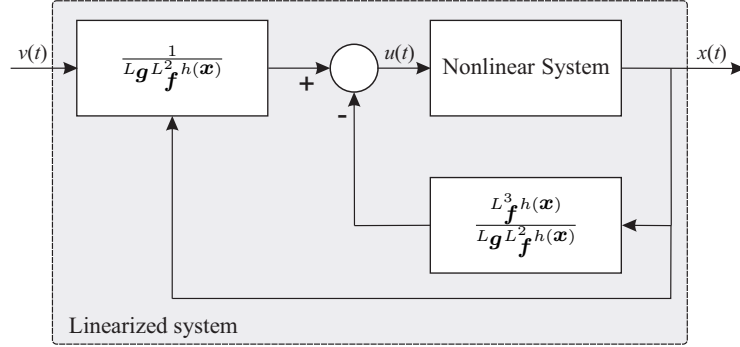 v(t)
1
L_g L_f^2 h(x)
+
u(t)
Nonlinear System
x(t)
-
L_f^3 h(x)
L_g L_f^2 h(x)
Linearized system